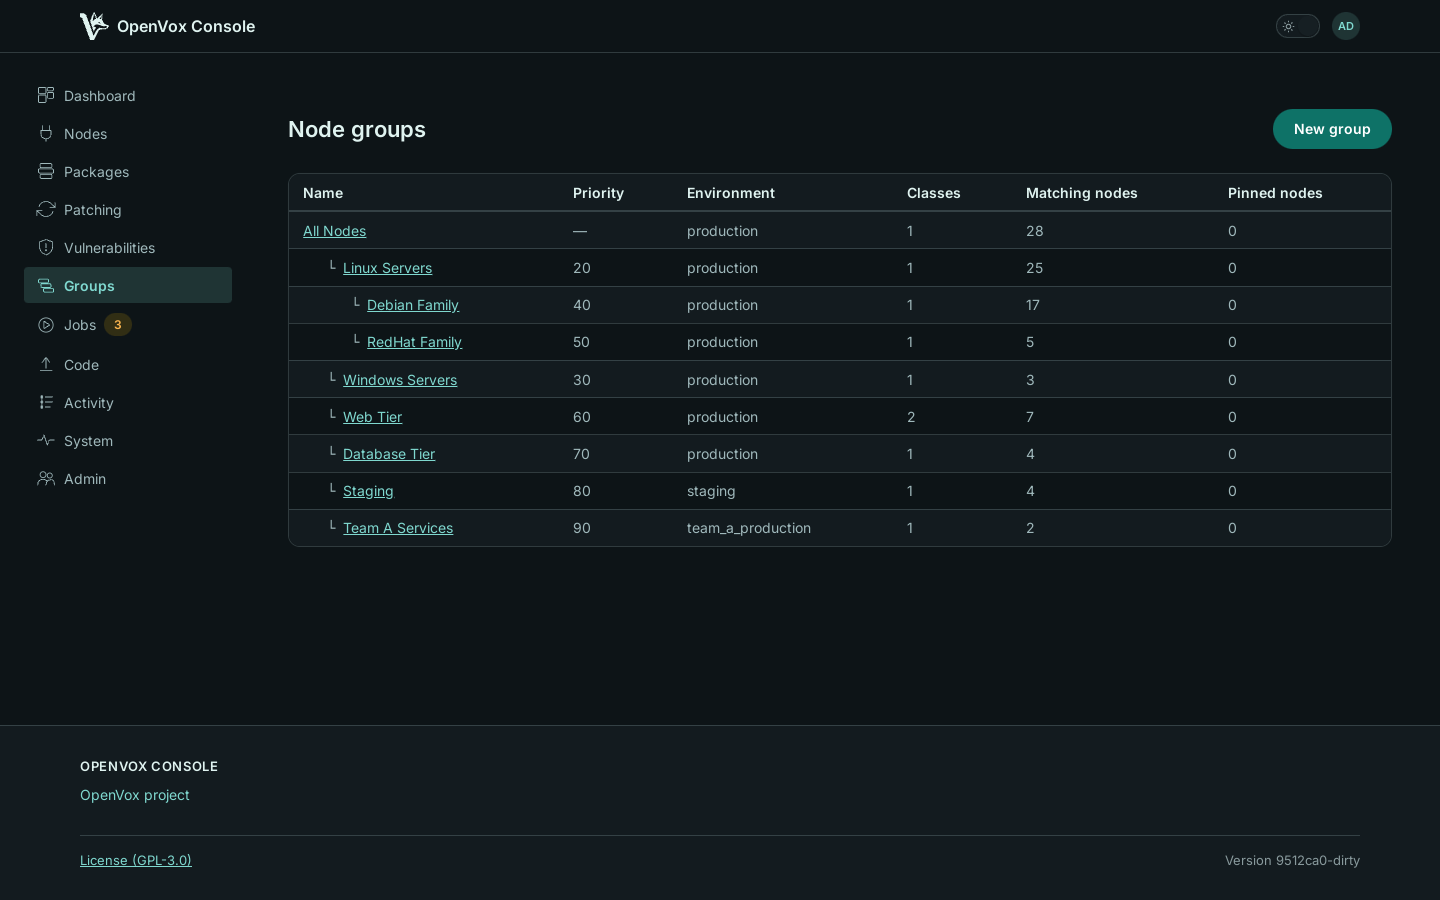 OpenVox Console
AD
Dashboard
Nodes
Packages
Patching
Vulnerabilities
Groups
Jobs 3
Code
Activity
System
Admin
Node groups
New group
Name Priority Environment Classes Matching nodes Pinned nodes
All Nodes — production 1 28 0
└ Linux Servers 20 production 1 25 0
└ Debian Family 40 production 1 17 0
└ RedHat Family 50 production 1 5 0
└ Windows Servers 30 production 1 3 0
└ Web Tier 60 production 2 7 0
└ Database Tier 70 production 1 4 0
└ Staging 80 staging 1 4 0
└ Team A Services 90 team_a_production 1 2 0
OPENVOX CONSOLE
OpenVox project
License (GPL-3.0)
Version 9512ca0-dirty